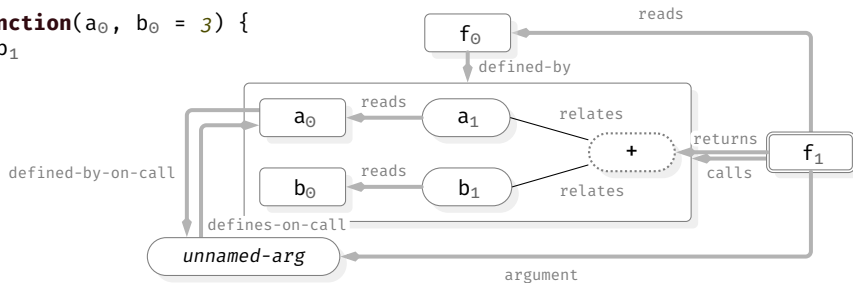 nction(a₀, b₀ = 3) {
b₁
reads
f₀
defined-by
a₀
reads
a₁
relates
+
returns
f₁
calls
defined-by-on-call
b₀
reads
b₁
relates
defines-on-call
unnamed-arg
argument